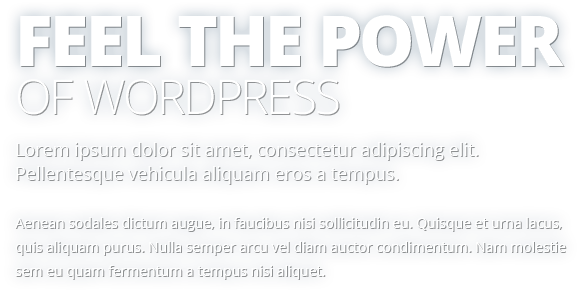 FEEL THE POWER
OF WORDPRESS
Lorem ipsum dolor sit amet, consectetur adipiscing elit.
Pellentesque vehicula aliquam eros a tempus.
Aenean sodales dictum augue, in faucibus nisi sollicitudin eu. Quisque et urna lacus,
quis aliquam purus. Nulla semper arcu vel diam auctor condimentum. Nam molestie
sem eu quam fermentum a tempus nisi aliquet.